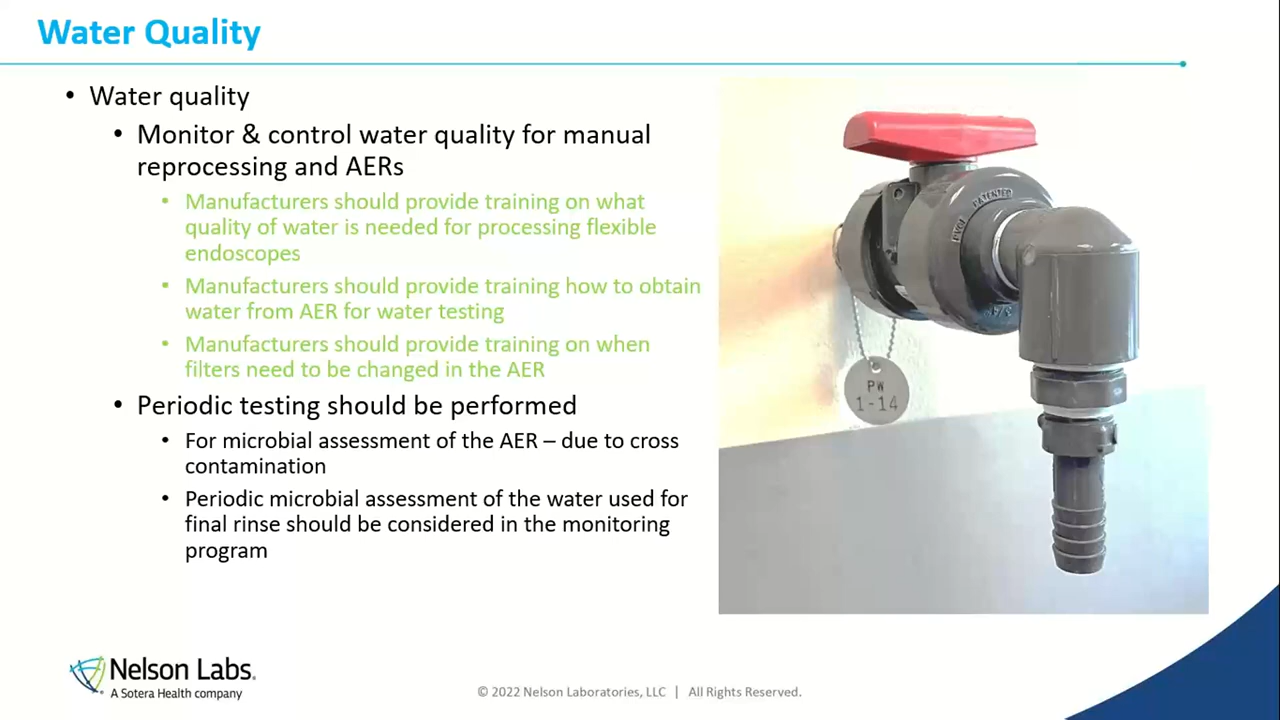 Water Quality
• Water quality
• Monitor & control water quality for manual
reprocessing and AERs
• Manufacturers should provide training on what
quality of water is needed for processing flexible
endoscopes
• Manufacturers should provide training how to obtain
water from AER for water testing
• Manufacturers should provide training on when
filters need to be changed in the AER
• Periodic testing should be performed
• For microbial assessment of the AER – due to cross
contamination
• Periodic microbial assessment of the water used for
final rinse should be considered in the monitoring
program
PATENTED
PW
1-14
Nelson Labs.
A Sotera Health company
© 2022 Nelson Laboratories, LLC | All Rights Reserved.